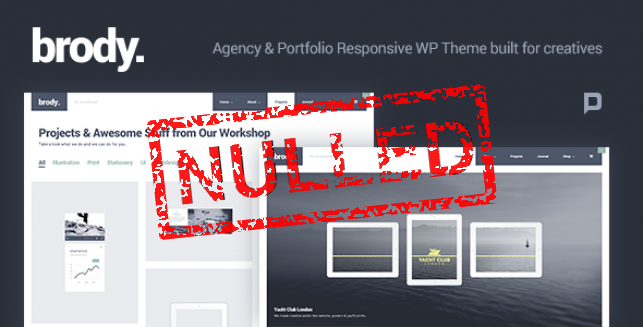 brody.
Agency & Portfolio Responsive WP Theme built for creatives
brody.
Home
About
Projects
Journal
Projects & Awesome Stuff from Our Workshop
Take a look what we do and we can do for you.
All Illustration Print Stationery
NULLED
brody.
Projects Journal Shop
YACHT CLUB
LONDON
Yacht Club London